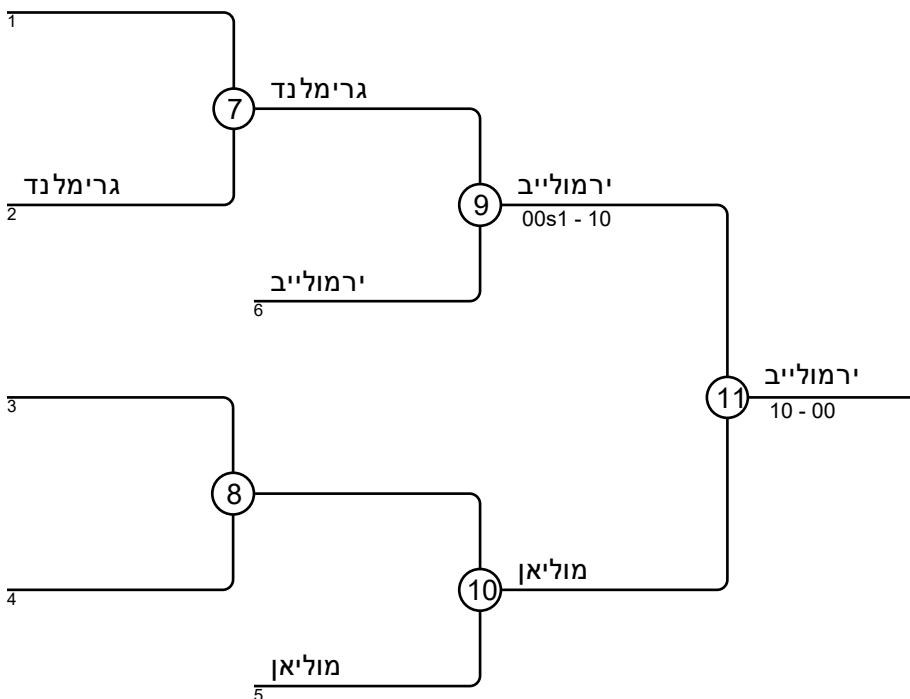 1
גרימלנד
7
גרימלנד
2
ירמולייב
9
00s1 - 10
ירמולייב
6
ירמולייב
3
11
10 - 00
8
מוליאן
4
10
מוליאן
5